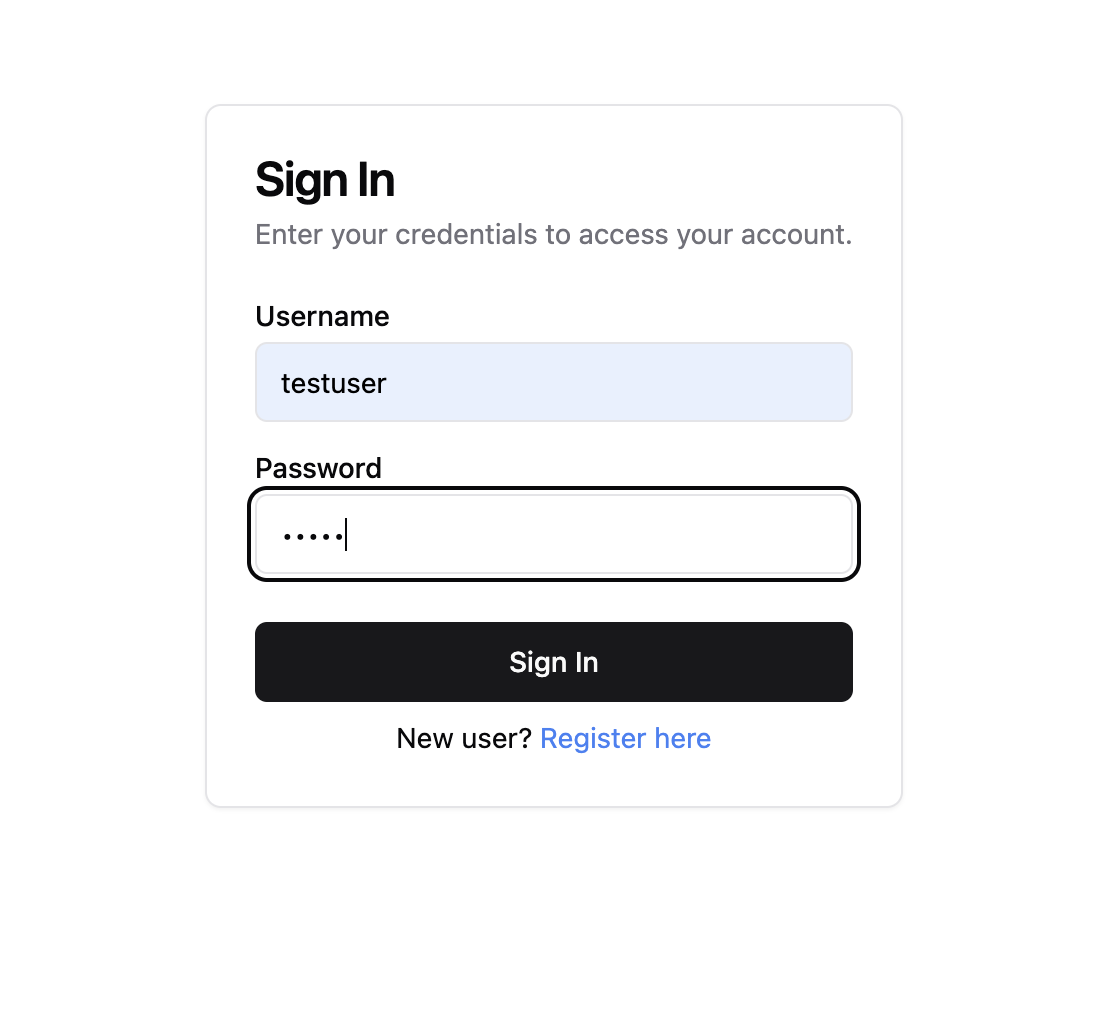 Sign In
Enter your credentials to access your account.
Username
testuser
Password
•••••
Sign In
New user? Register here